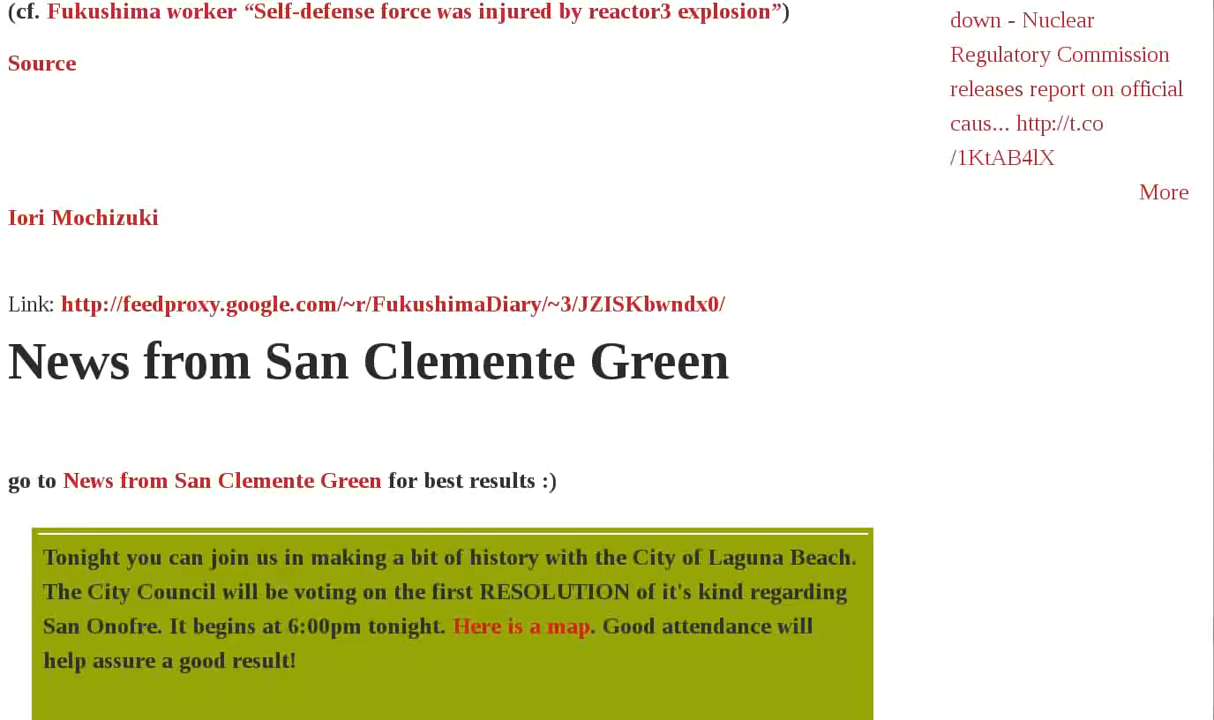 (cf. Fukushima worker “Self-defense force was injured by reactor3 explosion”)
Source
Iori Mochizuki
Link: http://feedproxy.google.com/~r/FukushimaDiary/~3/JZISKbwndx0/
News from San Clemente Green
go to News from San Clemente Green for best results :)
Tonight you can join us in making a bit of history with the City of Laguna Beach.
The City Council will be voting on the first RESOLUTION of it's kind regarding
San Onofre. It begins at 6:00pm tonight. Here is a map. Good attendance will
help assure a good result!
down - Nuclear
Regulatory Commission
releases report on official
caus... http://t.co
/1KtAB4lX
More